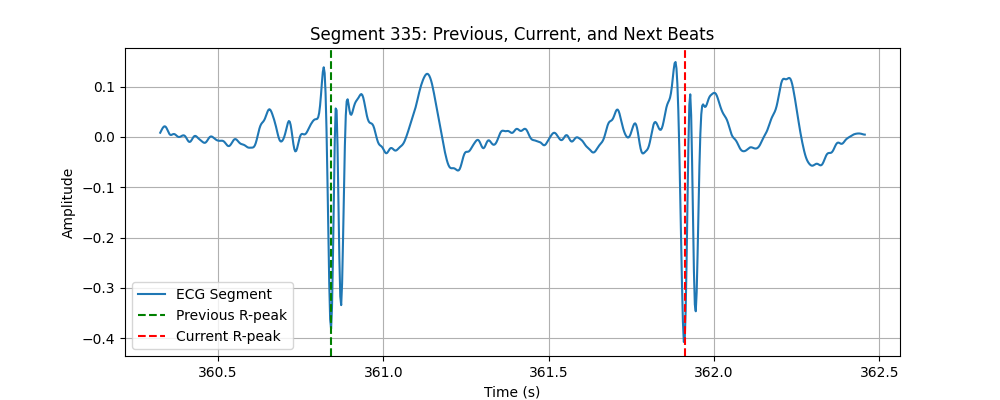 Segment 335: Previous, Current, and Next Beats
Amplitude
0.1
0.0
−0.1
−0.2
−0.3
−0.4
ECG Segment
Previous R-peak
Current R-peak
360.5 361.0 361.5 362.0 362.5
Time (s)